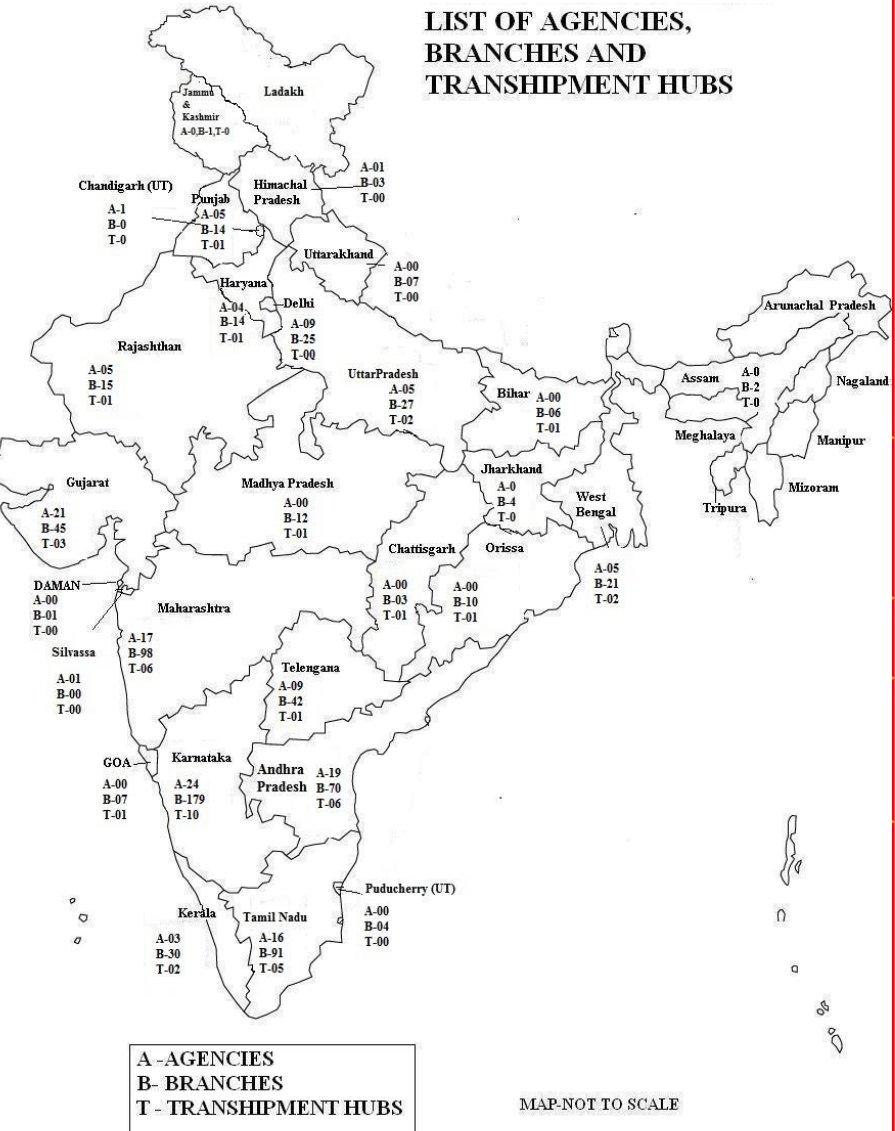 LIST OF AGENCIES,
BRANCHES AND
TRANSHIPMENT HUBS
Ladakh
Jammu
&
Kashmir
A-0,B-1,T-0
Himachal
Pradesh
A-01
B-03
T-00
Chandigarh (UT)
A-1
B-0
T-0
Punjab
A-05
B-14
T-01
Uttarakhand
A-00
B-07
T-00
Haryana
A-04
B-14
T-01
Delhi
A-09
B-25
T-00
Rajashthan
A-05
B-15
T-01
UttarPradesh
A-05
B-27
T-02
Bihar
A-00
B-06
T-01
Arunachal Pradesh
Assam
A-0
B-2
T-0
Nagaland
Meghalaya
Manipur
Mizoram
Tripura
Gujarat
A-21
B-45
T-03
Madhya Pradesh
A-00
B-12
T-01
Jharkhand
A-0
B-4
T-0
West
Bengal
A-05
B-21
T-02
Chattisgarh
A-00
B-03
T-01
Orissa
A-00
B-10
T-01
DAMAN
A-00
B-01
T-00
Silvassa
A-01
B-00
T-00
Maharashtra
A-17
B-98
T-06
Telengana
A-09
B-42
T-01
GOA
A-00
B-07
T-01
Karnataka
A-24
B-179
T-10
Andhra
Pradesh
A-19
B-70
T-06
Puducherry (UT)
A-00
B-04
T-00
Kerala
A-03
B-30
T-02
Tamil Nadu
A-16
B-91
T-05
A -AGENCIES
B- BRANCHES
T - TRANSHIPMENT HUBS
MAP-NOT TO SCALE